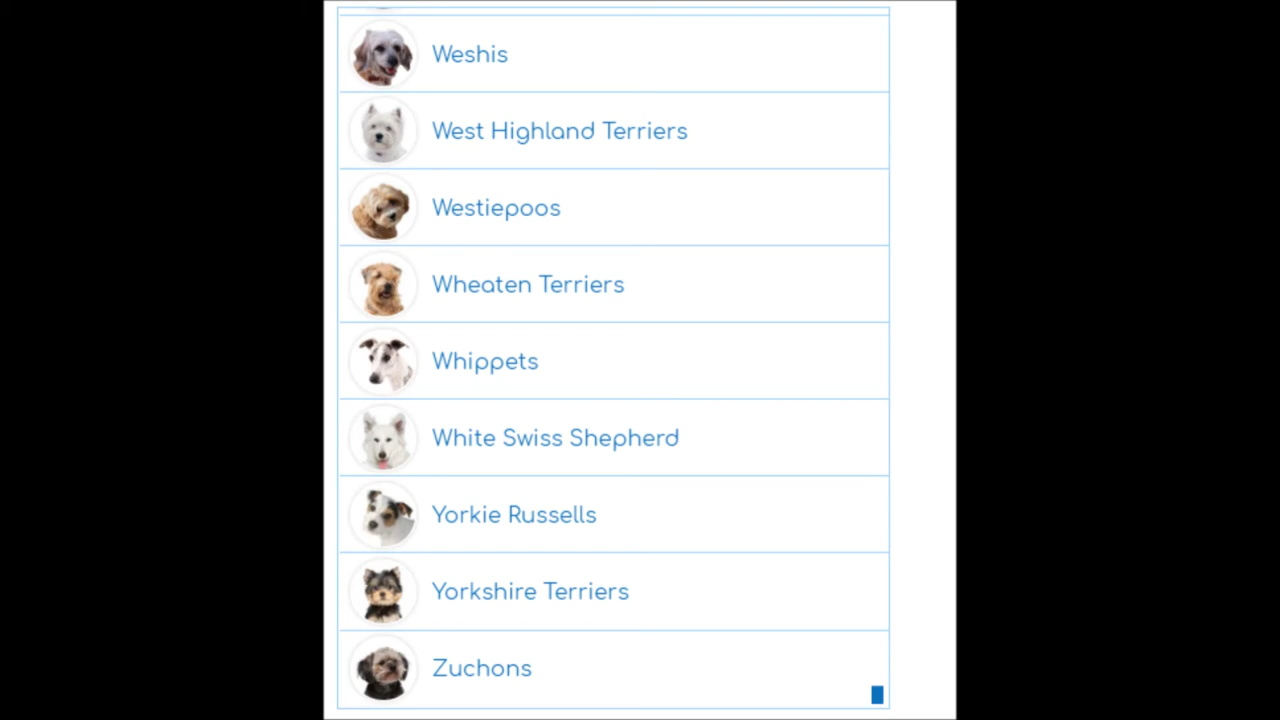 Weshis
West Highland Terriers
Westiepoos
Wheaten Terriers
Whippets
White Swiss Shepherd
Yorkie Russells
Yorkshire Terriers
Zuchons